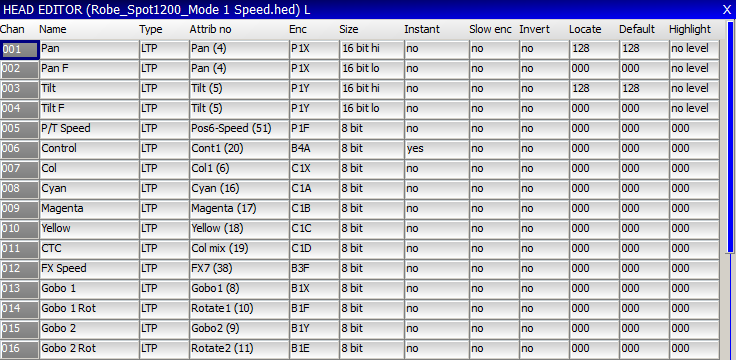 HEAD EDITOR (Robe_Spot1200_Mode 1 Speed.hed) L X
Chan Name Type Attrib no Enc Size Instant Slow enc Invert Locate Default Highlight
001 Pan LTP Pan (4) P1X 16 bit hi no no no 128 128 no level
002 Pan F LTP Pan (4) P1X 16 bit lo no no no 000 000 no level
003 Tilt LTP Tilt (5) P1Y 16 bit hi no no no 128 128 no level
004 Tilt F LTP Tilt (5) P1Y 16 bit lo no no no 000 000 no level
005 P/T Speed LTP Pos6-Speed (51) P1F 8 bit no no no 000 000 000
006 Control LTP Cont1 (20) B4A 8 bit yes no no 000 000 000
007 Col LTP Col1 (6) C1X 8 bit no no no 000 000 000
008 Cyan LTP Cyan (16) C1A 8 bit no no no 000 000 000
009 Magenta LTP Magenta (17) C1B 8 bit no no no 000 000 000
010 Yellow LTP Yellow (18) C1C 8 bit no no no 000 000 000
011 CTC LTP Col mix (19) C1D 8 bit no no no 000 000 000
012 FX Speed LTP FX7 (38) B3F 8 bit no no no 000 000 000
013 Gobo 1 LTP Gobo1 (8) B1X 8 bit no no no 000 000 000
014 Gobo 1 Rot LTP Rotate1 (10) B1F 8 bit no no no 000 000 000
015 Gobo 2 LTP Gobo2 (9) B1Y 8 bit no no no 000 000 000
016 Gobo 2 Rot LTP Rotate2 (11) B1E 8 bit no no no 000 000 000